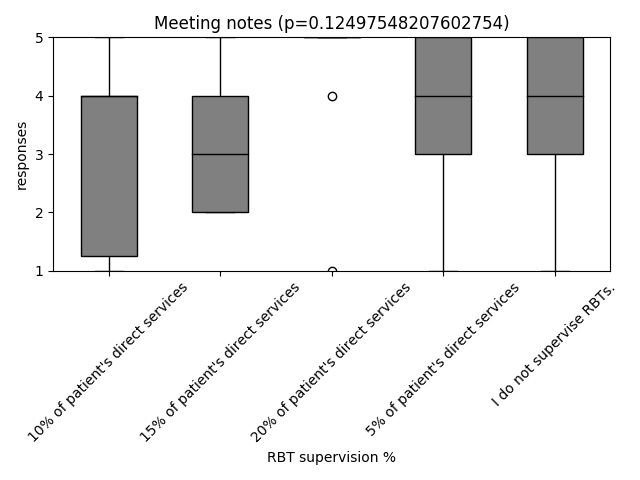 Meeting notes (p=0.12497548207602754)
responses
5
4
3
2
1
10% of patient's direct services
15% of patient's direct services
20% of patient's direct services
5% of patient's direct services
I do not supervise RBTs.
RBT supervision %